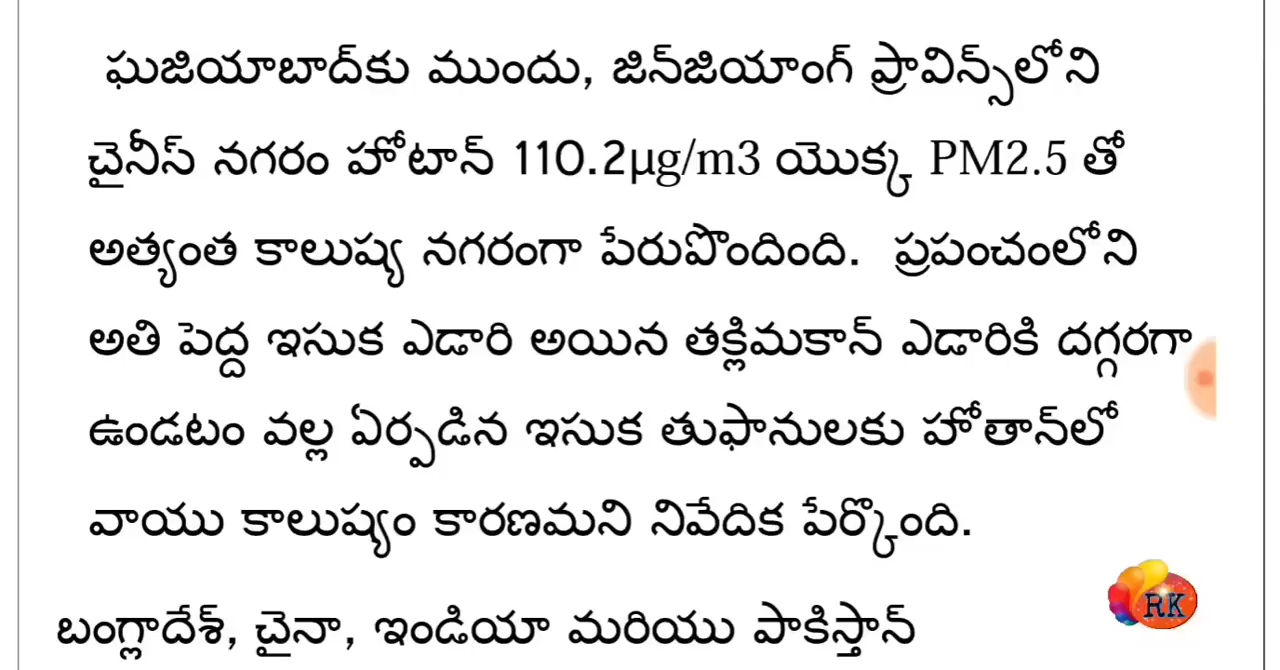 ఘజియాబాద్‌కు ముందు, జిన్‌జియాంగ్ ప్రావిన్స్‌లోని
చైనీస్ నగరం హోటాన్ 110.2µg/m3 యొక్క PM2.5 తో
అత్యంత కాలుష్య నగరంగా పేరుపొందింది. ప్రపంచంలోని
అతి పెద్ద ఇసుక ఎడారి అయిన తక్లిమకాన్ ఎడారికి దగ్గరగా
ఉండటం వల్ల ఏర్పడిన ఇసుక తుఫానులకు హోతాన్‌లో
వాయు కాలుష్యం కారణమని నివేదిక పేర్కొంది.
RK
బంగ్లాదేశ్, చైనా, ఇండియా మరియు పాకిస్తాన్